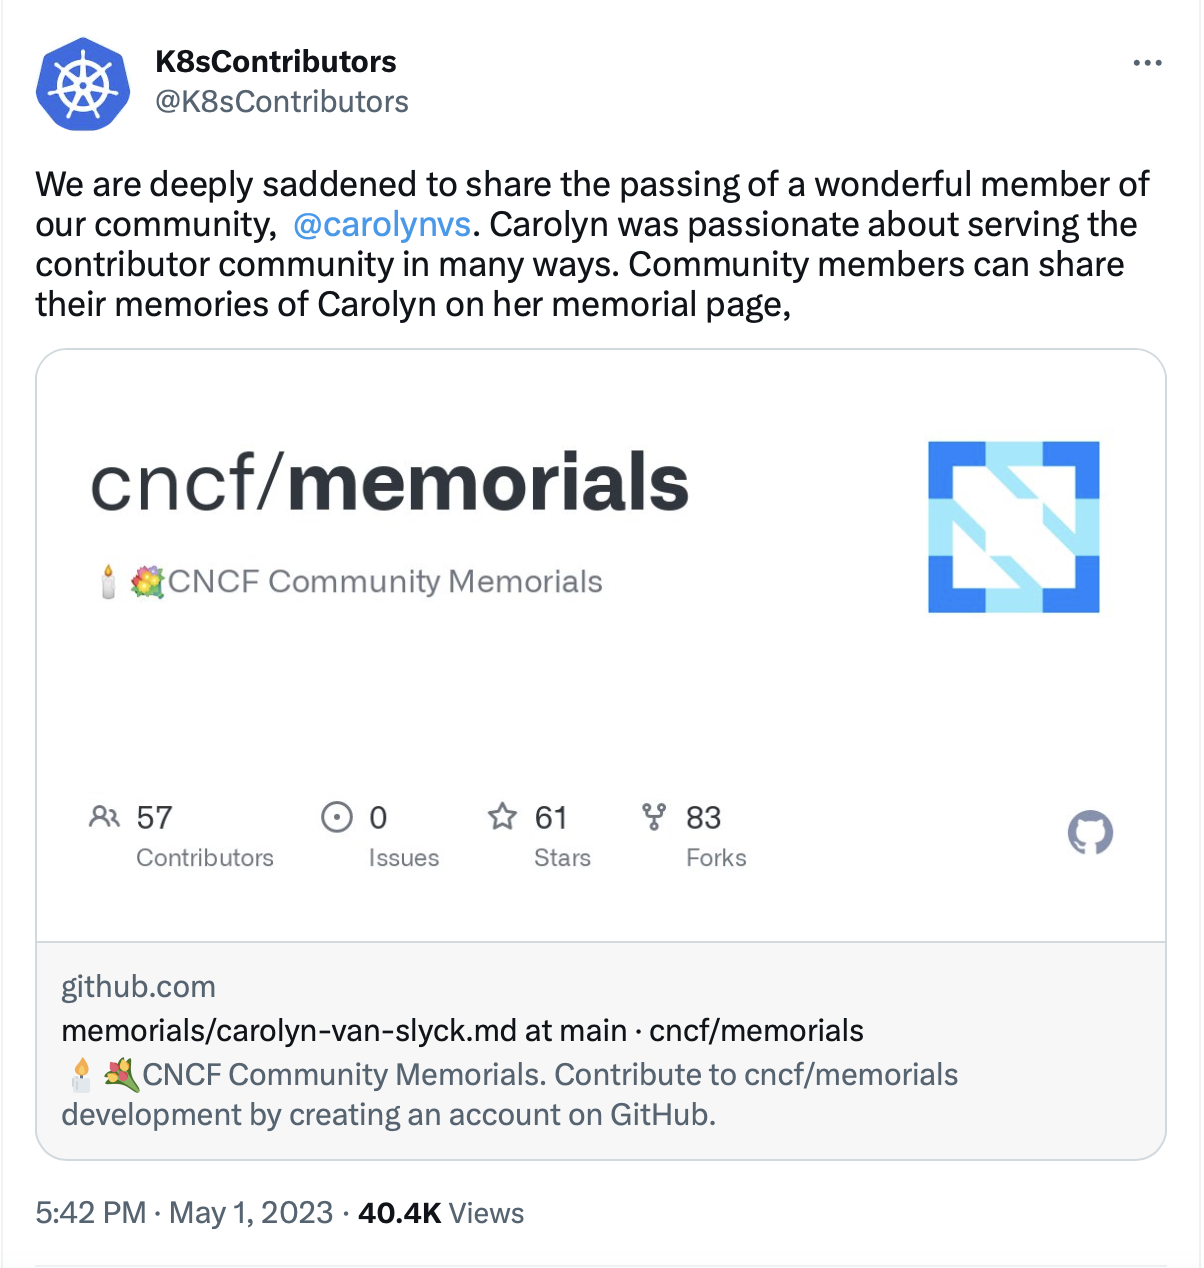 K8sContributors
@K8sContributors
We are deeply saddened to share the passing of a wonderful member of
our community,  @carolynvs. Carolyn was passionate about serving the
contributor community in many ways. Community members can share
their memories of Carolyn on her memorial page,
cncf/memorials
🕯️💐CNCF Community Memorials
57
Contributors
0
Issues
61
Stars
83
Forks
github.com
memorials/carolyn-van-slyck.md at main · cncf/memorials
🕯️💐CNCF Community Memorials. Contribute to cncf/memorials
development by creating an account on GitHub.
5:42 PM · May 1, 2023 · 40.4K Views